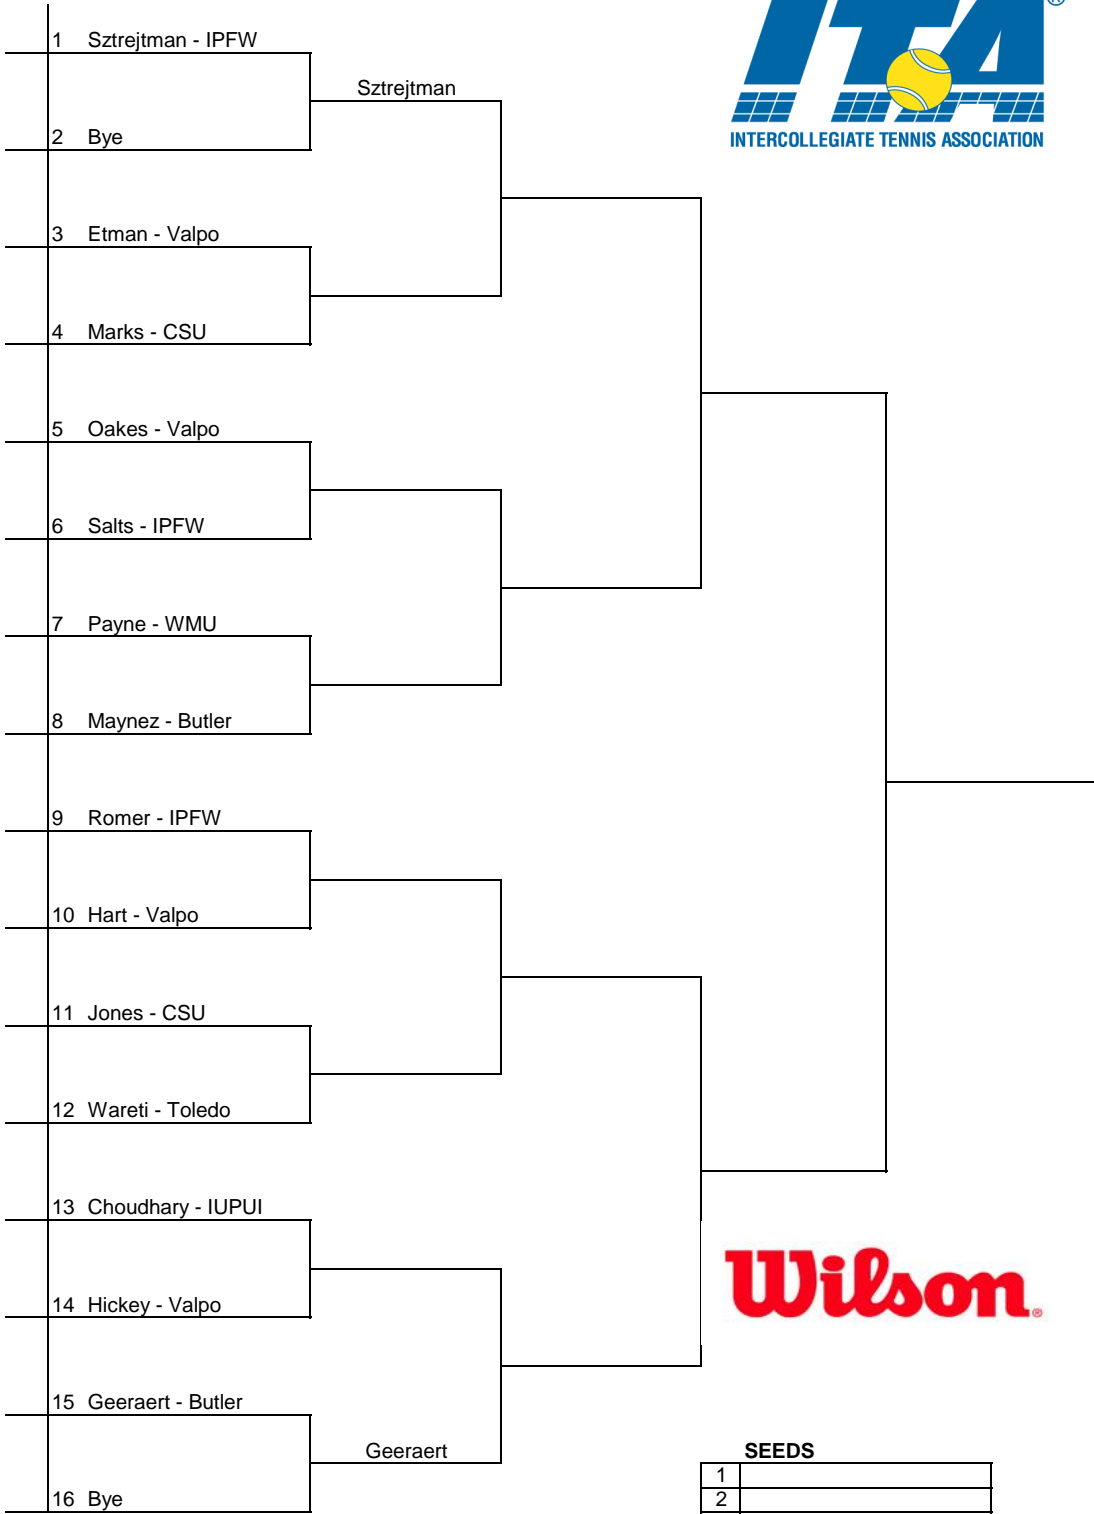 ®
ITA
INTERCOLLEGIATE TENNIS ASSOCIATION
1 Sztrejtman - IPFW
Sztrejtman
2 Bye
3 Etman - Valpo
4 Marks - CSU
5 Oakes - Valpo
6 Salts - IPFW
7 Payne - WMU
8 Maynez - Butler
9 Romer - IPFW
10 Hart - Valpo
11 Jones - CSU
12 Wareti - Toledo
13 Choudhary - IUPUI
14 Hickey - Valpo
Wilson®
15 Geeraert - Butler
Geeraert
16 Bye
SEEDS
1
2